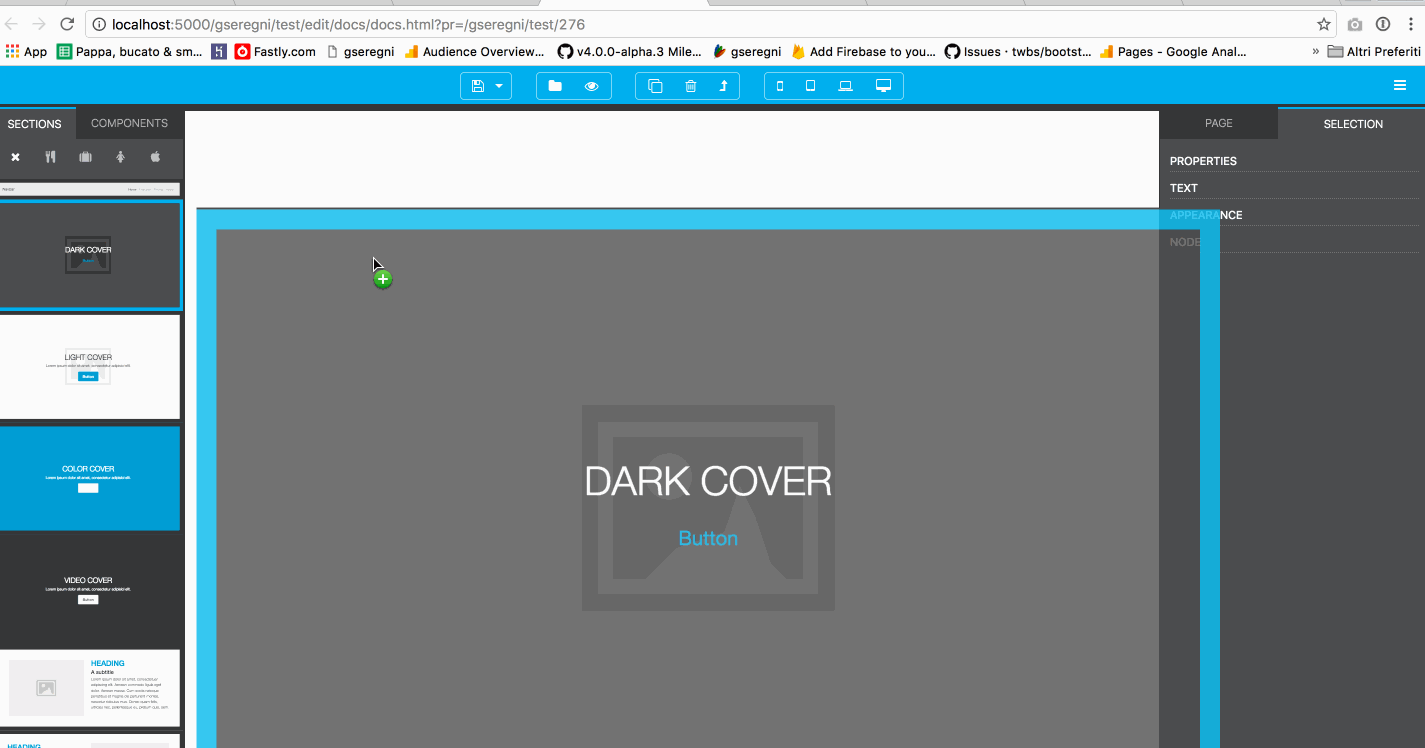 localhost:5000/gseregni/test/edit/docs/docs.html?pr=/gseregni/test/276
App Pappa, bucato & sm... Fastly.com gseregni Audience Overview... v4.0.0-alpha.3 Mile... gseregni Add Firebase to you... Issues · twbs/bootst... Pages - Google Anal... » Altri Preferiti
SECTIONS COMPONENTS
PAGE SELECTION
PROPERTIES
TEXT
APPEARANCE
NODE
DARK COVER
Button
LIGHT COVER
Lorem ipsum dolor sit amet, consectetur adipisici elit.
Button
COLOR COVER
Lorem ipsum dolor sit amet, consectetur adipisici elit.
VIDEO COVER
Lorem ipsum dolor sit amet, consectetur adipisici elit.
Button
HEADING
A subtitle
HEADING
DARK COVER
Button